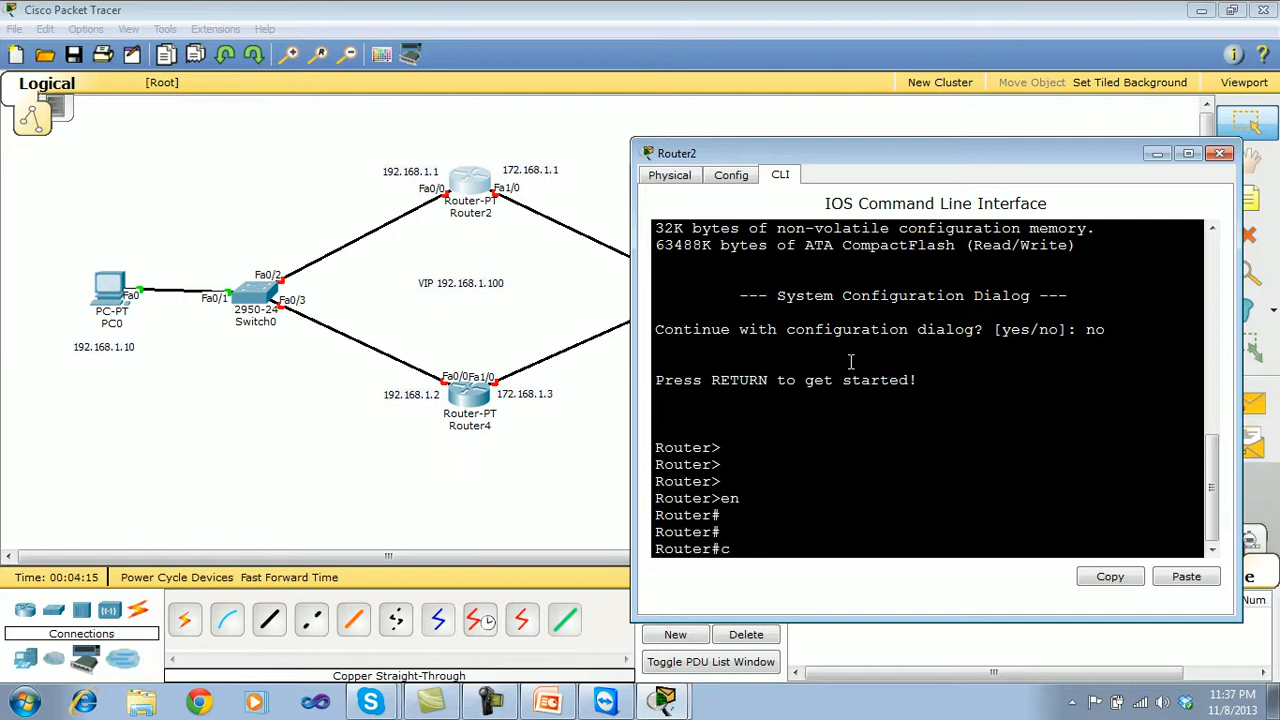 Cisco Packet Tracer
File Edit Options View Tools Extensions Help
Logical
[Root]
New Cluster Move Object Set Tiled Background Viewport
192.168.1.1
172.168.1.1
Fa0/0
Fa1/0
Router-PT
Router2
Fa0/2
VIP 192.168.1.100
Fa0
Fa0/1
Fa0/3
PC-PT
PC0
2950-24
Switch0
192.168.1.10
Fa0/0
Fa1/0
192.168.1.2
172.168.1.3
Router-PT
Router4
Router2
Physical Config CLI
IOS Command Line Interface
32K bytes of non-volatile configuration memory.
63488K bytes of ATA CompactFlash (Read/Write)
--- System Configuration Dialog ---
Continue with configuration dialog? [yes/no]: no
Press RETURN to get started!
Router>
Router>
Router>
Router>en
Router#
Router#
Router#c
Copy Paste
Time: 00:04:15 Power Cycle Devices Fast Forward Time
Connections
Copper Straight-Through
New Delete
Toggle PDU List Window
Num
11:37 PM
11/8/2013